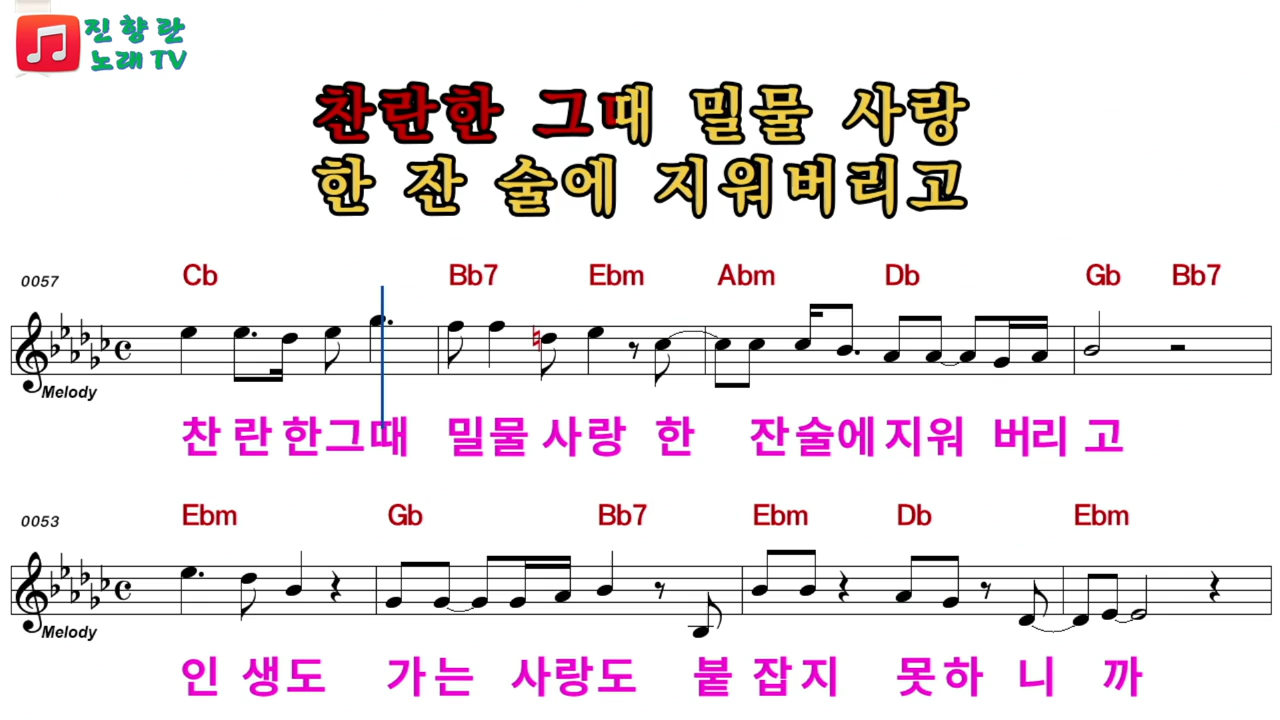 진향란
노래 TV
찬란한 그때 밀물 사랑
한 잔 술에 지워버리고
0057 Cb Bb7 Ebm Abm Db Gb Bb7
Melody
찬 란 한그때 밀물 사랑 한 잔술에지워 버리 고
0053 Ebm Gb Bb7 Ebm Db Ebm
Melody
인 생도 가는 사랑도 붙 잡지 못하 니 까